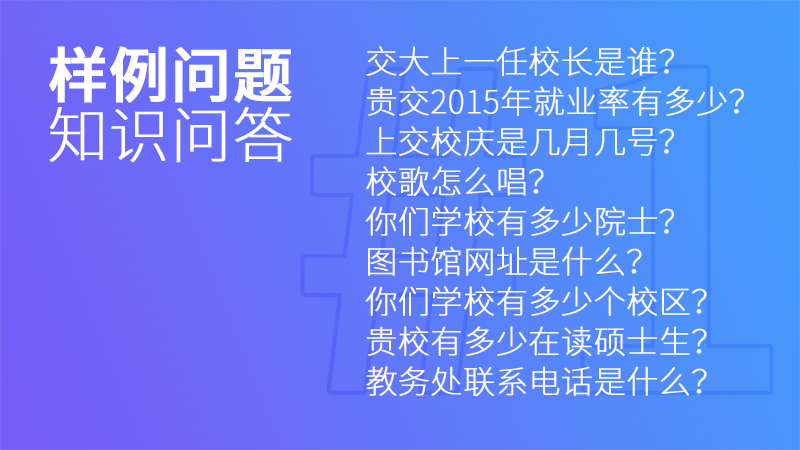 样例问题
知识问答
交大上一任校长是谁？
贵交2015年就业率有多少？
上交校庆是几月几号？
校歌怎么唱？
你们学校有多少院士？
图书馆网址是什么？
你们学校有多少个校区？
贵校有多少在读硕士生？
教务处联系电话是什么？
#1